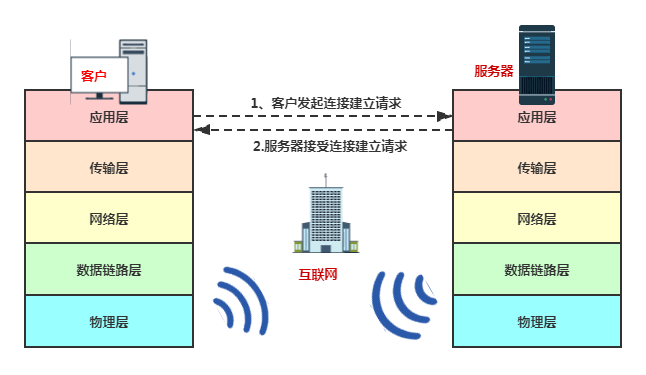 客户
服务器
应用层
1、客户发起连接建立请求
应用层
2.服务器接受连接建立请求
传输层
传输层
网络层
网络层
数据链路层
互联网
数据链路层
物理层
物理层